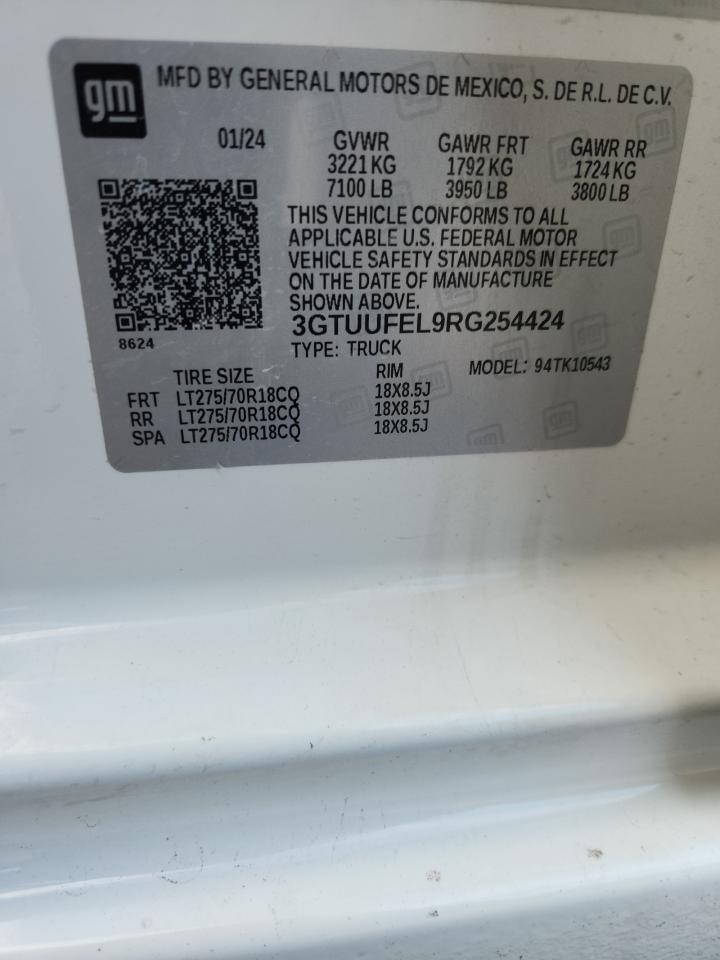 gm
MFD BY GENERAL MOTORS DE MEXICO, S. DE R.L. DE C.V.
01/24 GVWR GAWR FRT GAWR RR
3221 KG 1792 KG 1724 KG
7100 LB 3950 LB 3800 LB
THIS VEHICLE CONFORMS TO ALL
APPLICABLE U.S. FEDERAL MOTOR
VEHICLE SAFETY STANDARDS IN EFFECT
ON THE DATE OF MANUFACTURE
SHOWN ABOVE.
3GTUUFEL9RG254424
8624
TYPE: TRUCK MODEL: 94TK10543
TIRE SIZE RIM
FRT LT275/70R18CQ 18X8.5J
RR LT275/70R18CQ 18X8.5J
SPA LT275/70R18CQ 18X8.5J